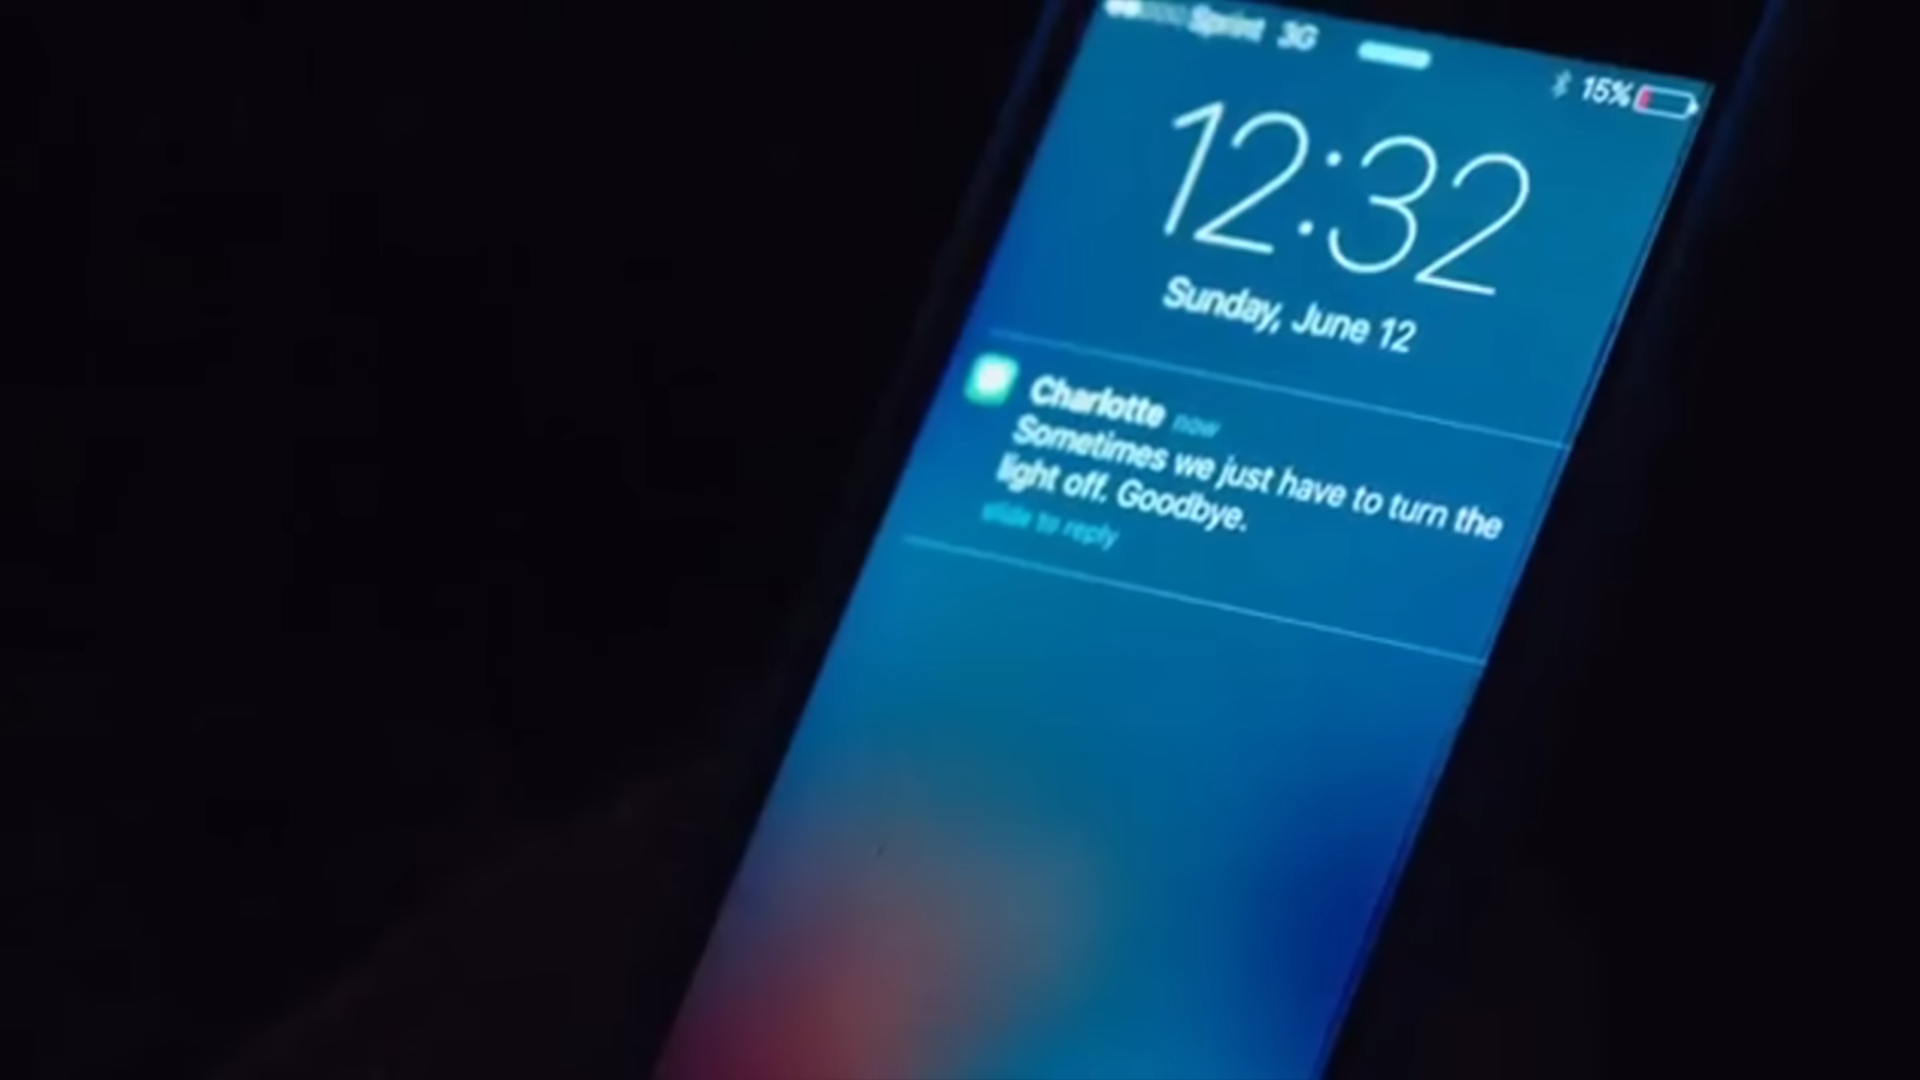 Sprint 3G 15%
12:32
Sunday, June 12
Charlotte now
Sometimes we just have to turn the
light off. Goodbye.
slide to reply